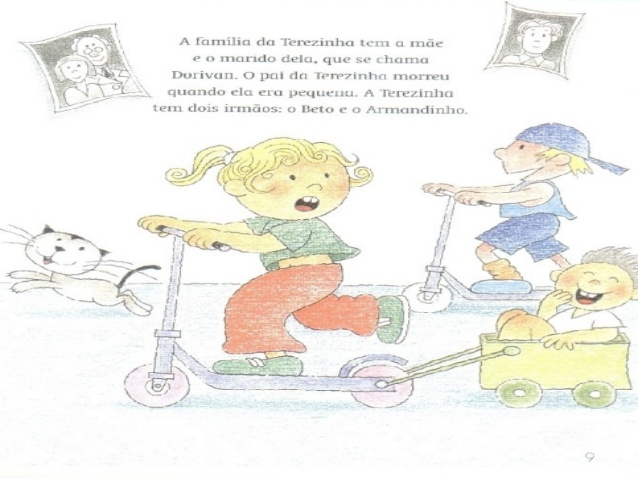 A família da Terezinha tem a mãe
e o marido dela, que se chama
Dorivan. O pai da Terezinha morreu
quando ela era pequena. A Terezinha
tem dois irmãos: o Beto e o Armandinho.
9